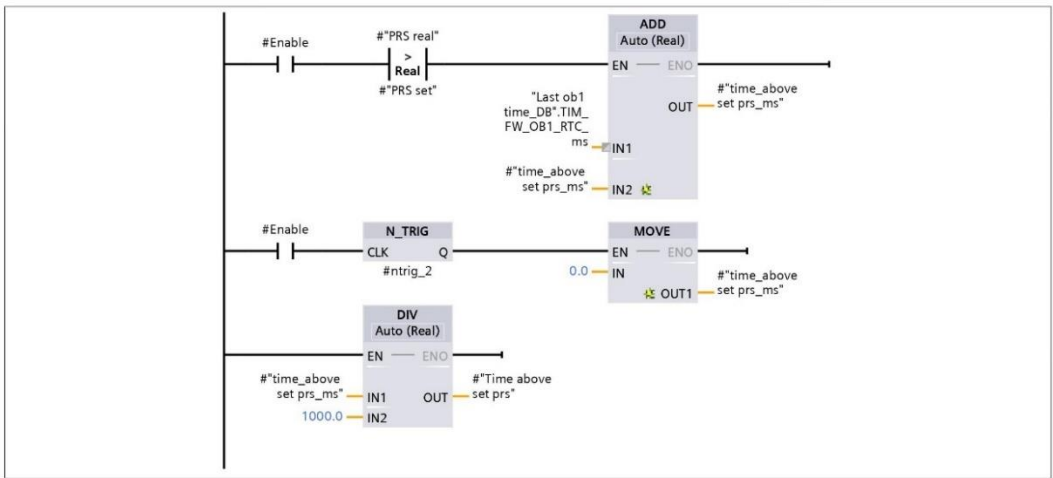 #Enable
#"PRS real"
>
Real
#"PRS set"
ADD
Auto (Real)
EN
ENO
"Last ob1
time_DB".TIM_
FW_OB1_RTC_
ms
IN1
OUT
#"time_above
set prs_ms"
#"time_above
set prs_ms"
IN2
#Enable
N_TRIG
CLK
Q
#ntrig_2
MOVE
EN
ENO
0.0
IN
OUT1
#"time_above
set prs_ms"
DIV
Auto (Real)
EN
ENO
#"time_above
set prs_ms"
IN1
OUT
#"Time above
set prs"
1000.0
IN2